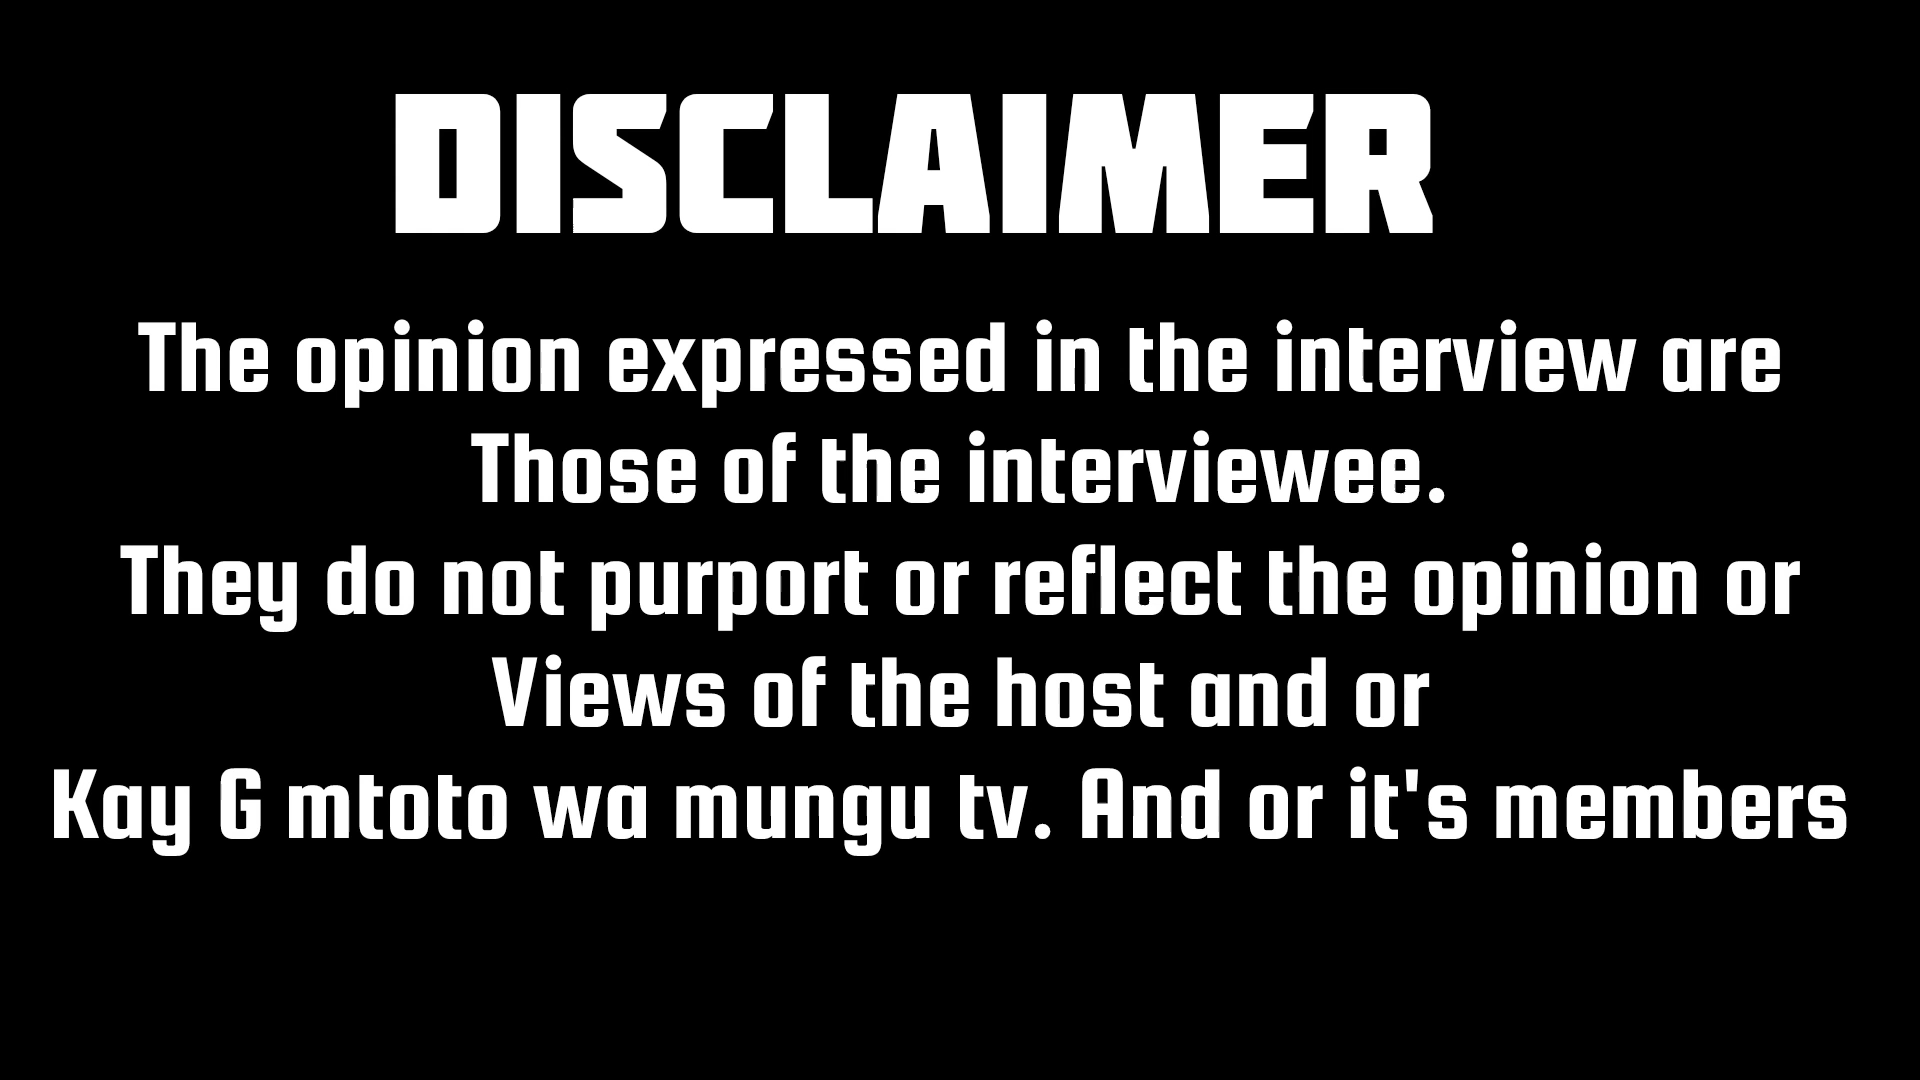 DISCLAIMER
The opinion expressed in the interview are
Those of the interviewee.
They do not purport or reflect the opinion or
Views of the host and or
Kay G mtoto wa mungu tv. And or it's members